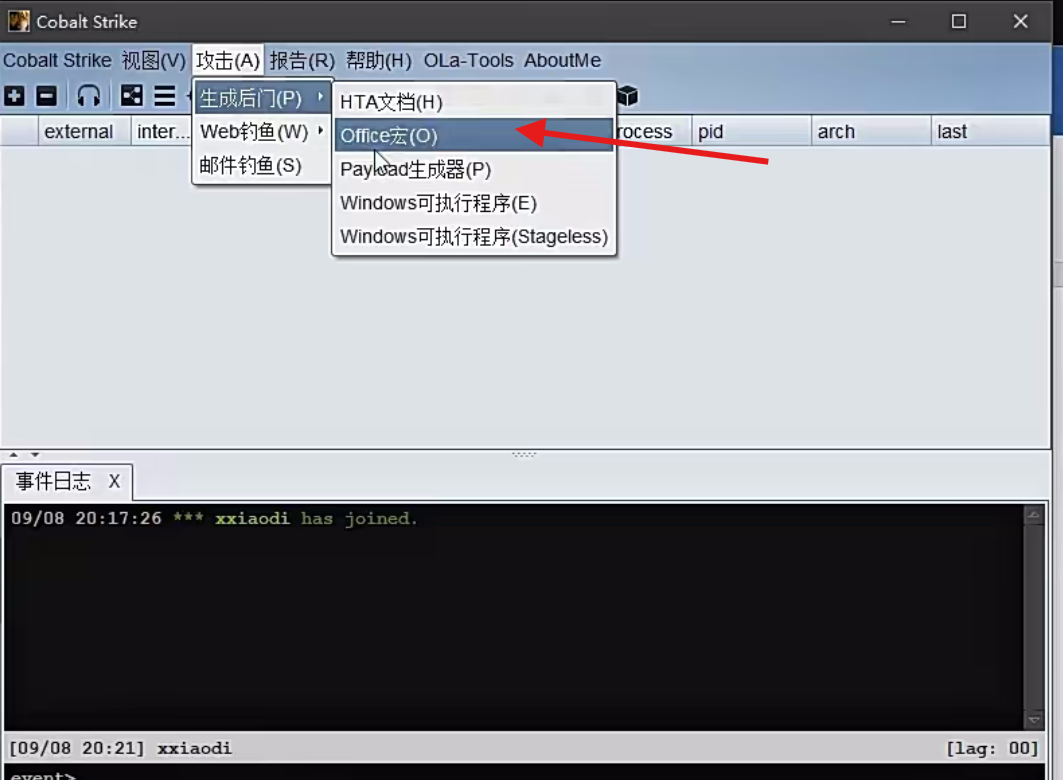 Cobalt Strike
Cobalt Strike 视图(V) 攻击(A) 报告(R) 帮助(H) OLa-Tools AboutMe
生成后门(P)
Web钓鱼(W)
邮件钓鱼(S)
HTA文档(H)
Office宏(O)
Payload生成器(P)
Windows可执行程序(E)
Windows可执行程序(Stageless)
external inter... rocess pid arch last
事件日志 X
09/08 20:17:26 *** xxiaodi has joined.
[09/08 20:21] xxiaodi [lag: 00]
event>